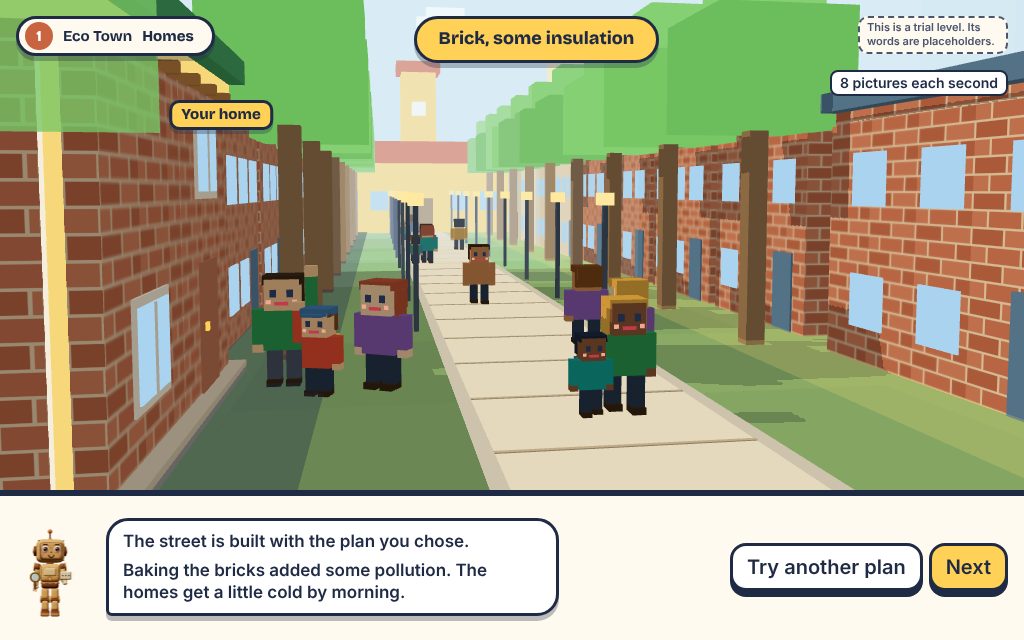 1 Eco Town Homes
Brick, some insulation
This is a trial level. Its
words are placeholders.
8 pictures each second
Your home
The street is built with the plan you chose.
Baking the bricks added some pollution. The
homes get a little cold by morning.
Try another plan
Next